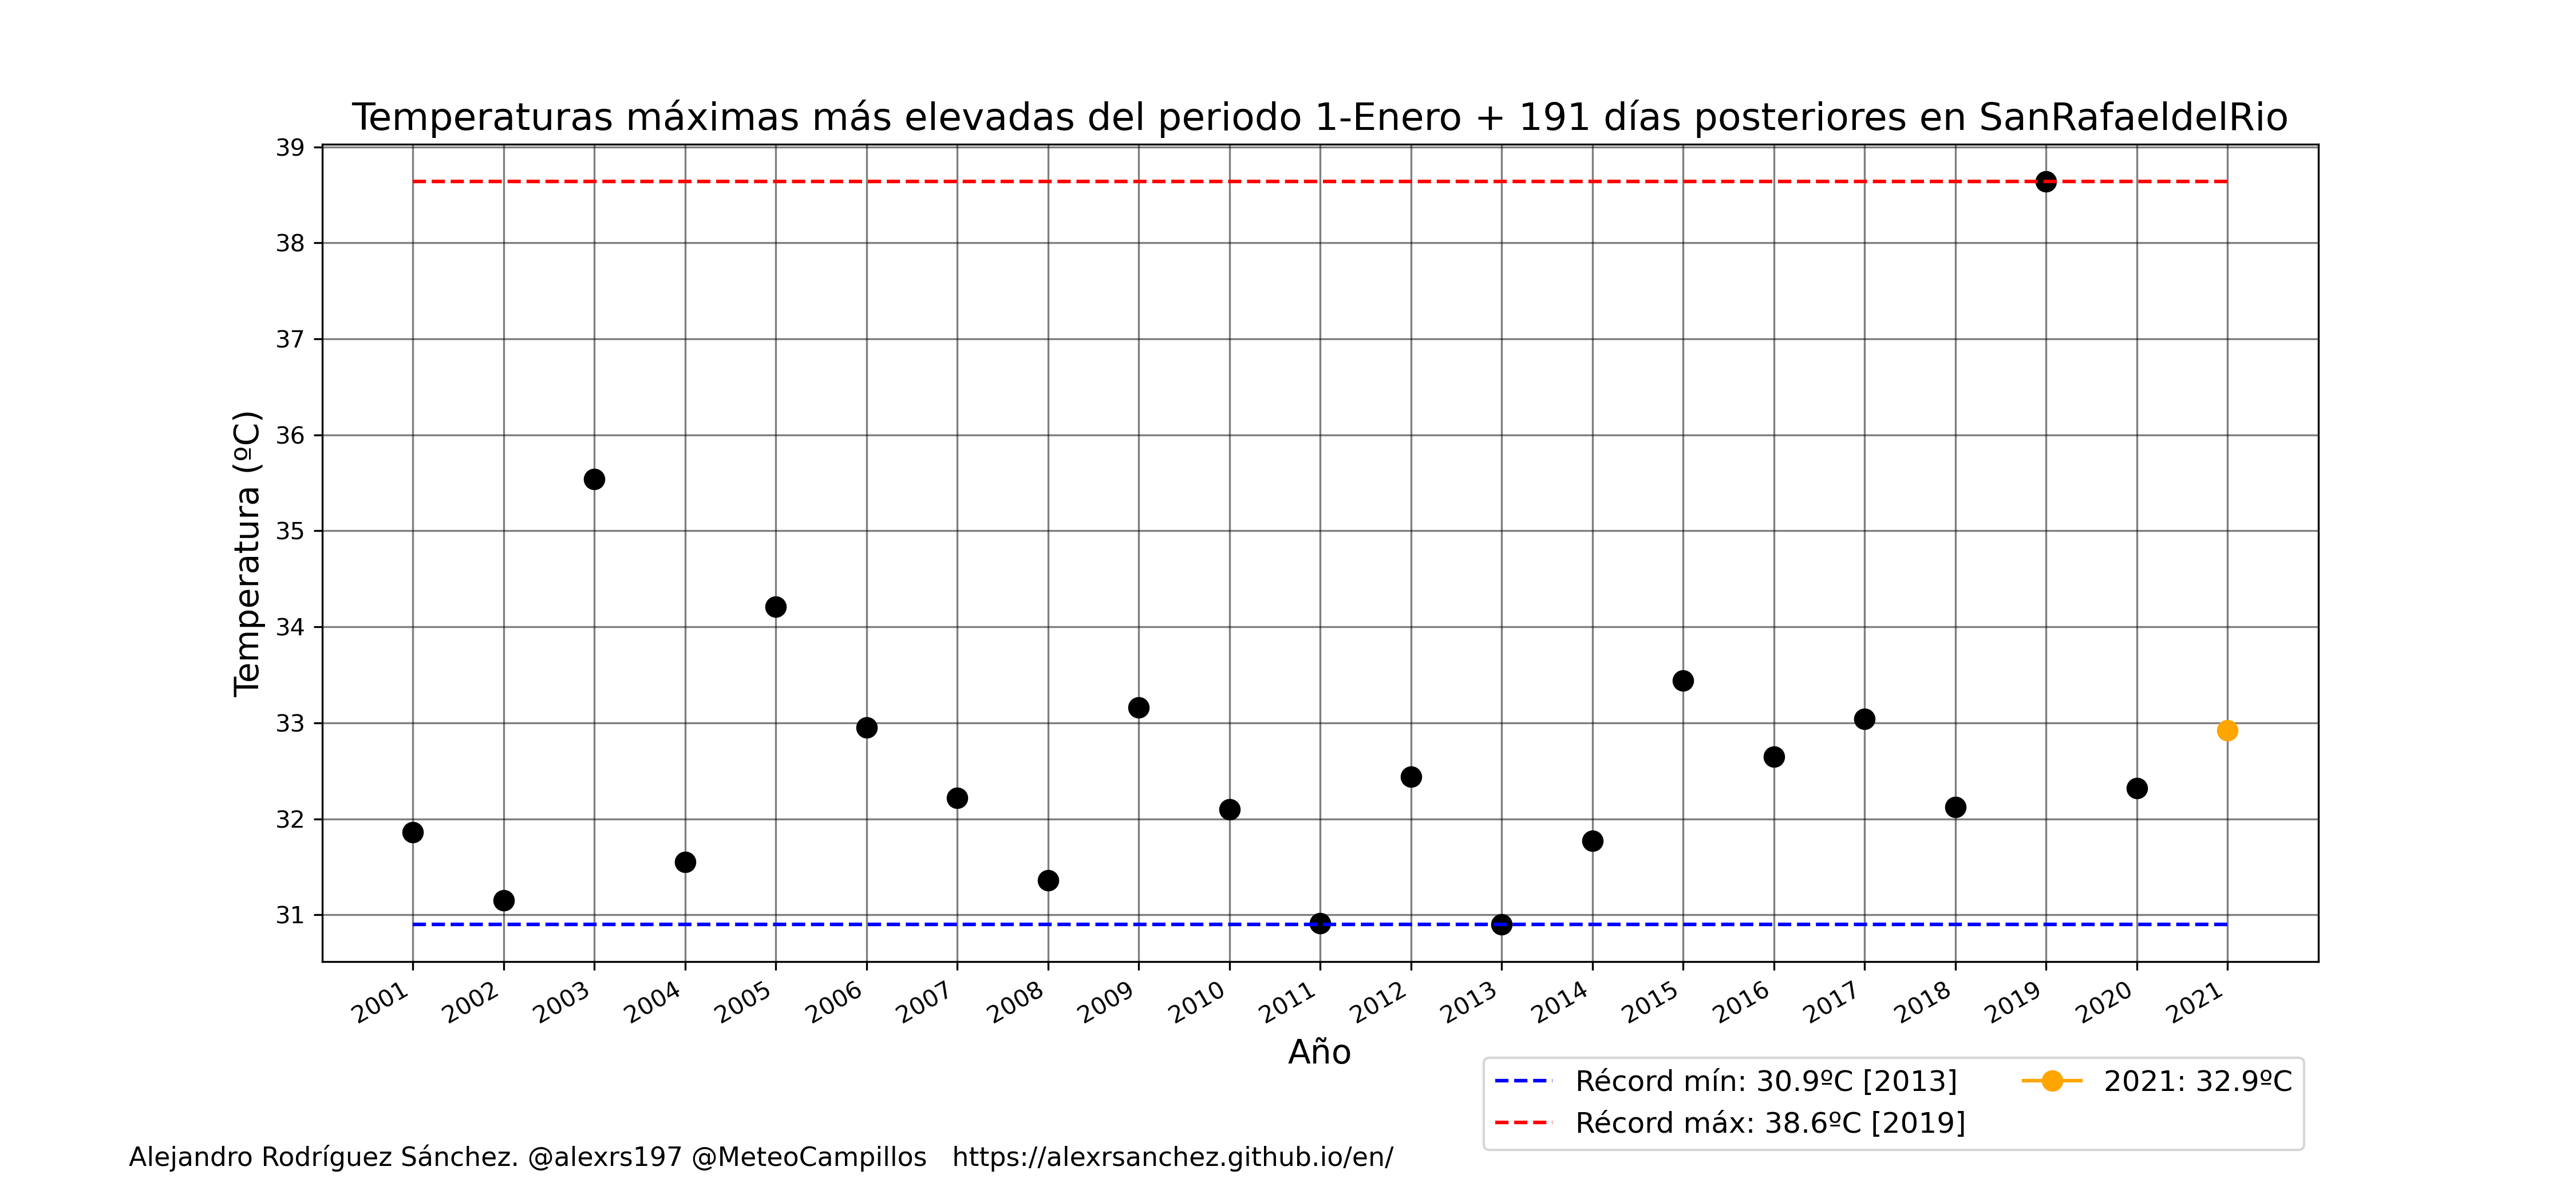 Temperaturas máximas más elevadas del periodo 1-Enero + 191 días posteriores en SanRafaeldelRio
39
38
37
36
35
34
33
32
31
Temperatura (ºC)
2001 2002 2003 2004 2005 2006 2007 2008 2009 2010 2011 2012 2013 2014 2015 2016 2017 2018 2019 2020 2021
Año
Récord mín: 30.9ºC [2013]
Récord máx: 38.6ºC [2019]
2021: 32.9ºC
Alejandro Rodríguez Sánchez. @alexrs197 @MeteoCampillos https://alexrsanchez.github.io/en/